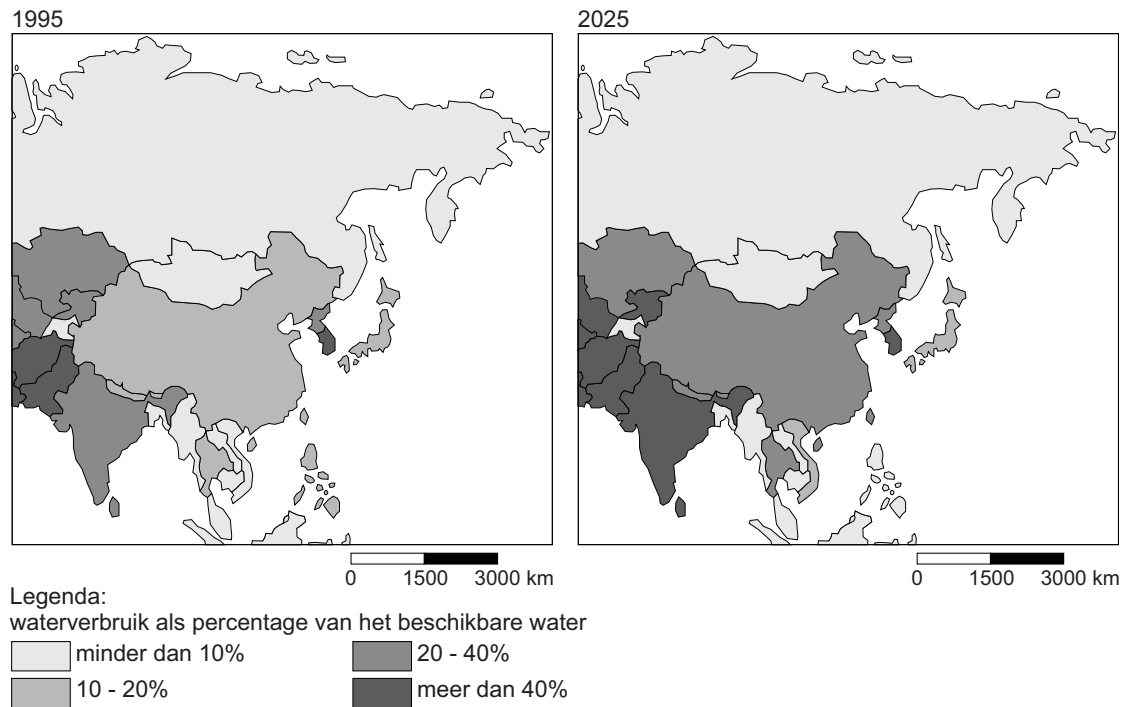 1995
2025
0 1500 3000 km
0 1500 3000 km
Legenda:
waterverbruik als percentage van het beschikbare water
minder dan 10%
20 - 40%
10 - 20%
meer dan 40%